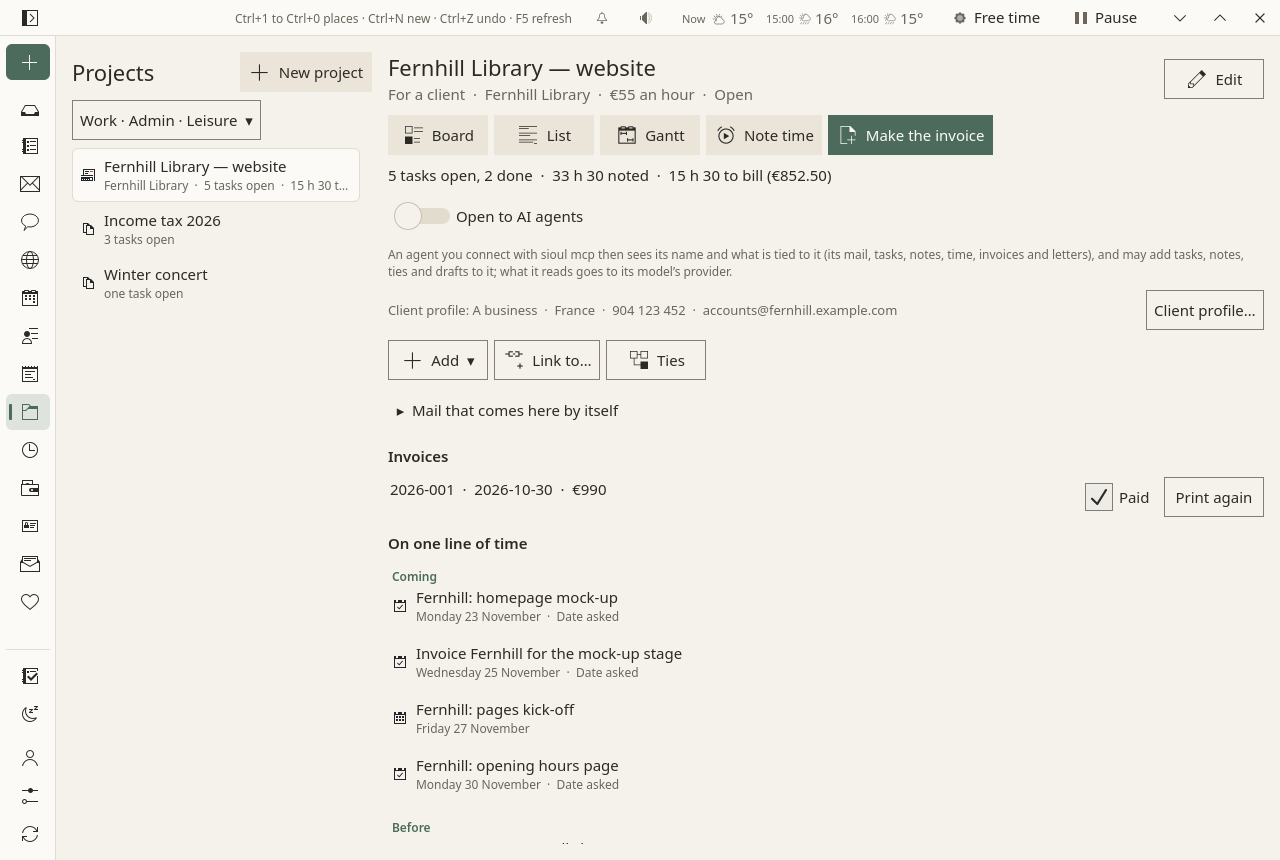 Ctrl+1 to Ctrl+0 places · Ctrl+N new · Ctrl+Z undo · F5 refresh
Now 15° 15:00 16° 16:00 15°
Free time
Pause
Projects
New project
Work · Admin · Leisure ▾
Fernhill Library — website
Fernhill Library · 5 tasks open · 15 h 30 t…
Income tax 2026
3 tasks open
Winter concert
one task open
Fernhill Library — website
For a client · Fernhill Library · €55 an hour · Open
Edit
Board
List
Gantt
Note time
Make the invoice
5 tasks open, 2 done · 33 h 30 noted · 15 h 30 to bill (€852.50)
Open to AI agents
An agent you connect with sioul mcp then sees its name and what is tied to it (its mail, tasks, notes, time, invoices and letters), and may add tasks, notes,
ties and drafts to it; what it reads goes to its model’s provider.
Client profile: A business · France · 904 123 452 · accounts@fernhill.example.com
Client profile…
Add ▾
Link to…
Ties
▸ Mail that comes here by itself
Invoices
2026-001 · 2026-10-30 · €990
Paid
Print again
On one line of time
Coming
Fernhill: homepage mock-up
Monday 23 November · Date asked
Invoice Fernhill for the mock-up stage
Wednesday 25 November · Date asked
Fernhill: pages kick-off
Friday 27 November
Fernhill: opening hours page
Monday 30 November · Date asked
Before